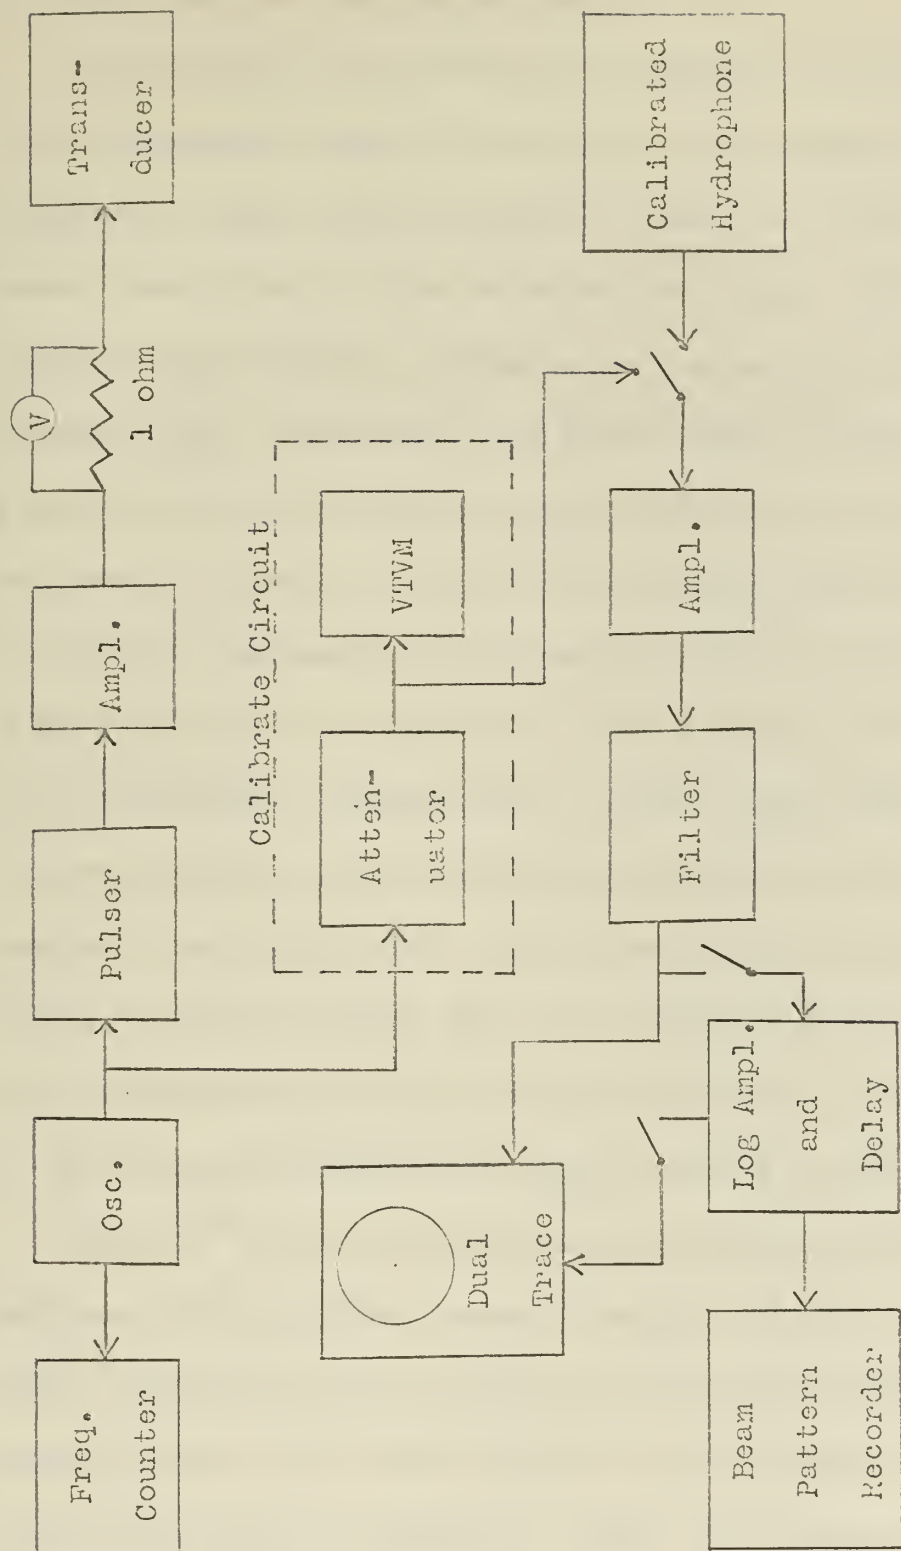 Freq.
Counter
Osc.
Pulser
Ampl.
V
1 ohm
Trans-
ducer
Calibrate Circuit
Atten-
uator
VTVM
Dual
Trace
Filter
Ampl.
Calibrated
Hydrophone
Beam
Pattern
Recorder
Log Ampl.
and
Delay